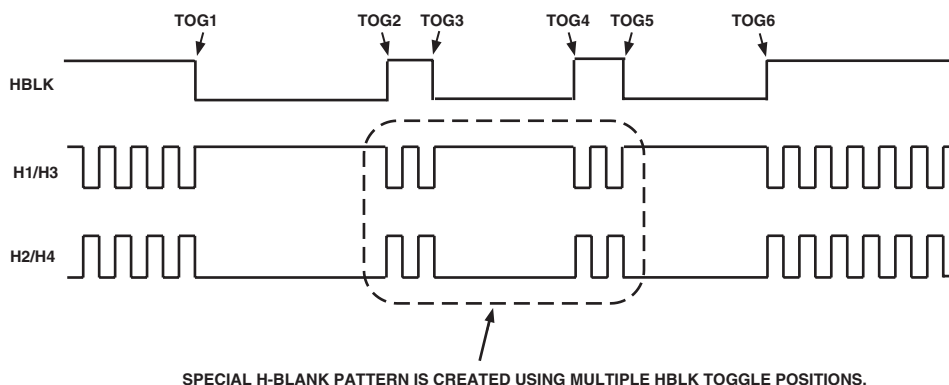 TOG1 TOG2 TOG3 TOG4 TOG5 TOG6
HBLK
H1/H3
H2/H4
SPECIAL H-BLANK PATTERN IS CREATED USING MULTIPLE HBLK TOGGLE POSITIONS.